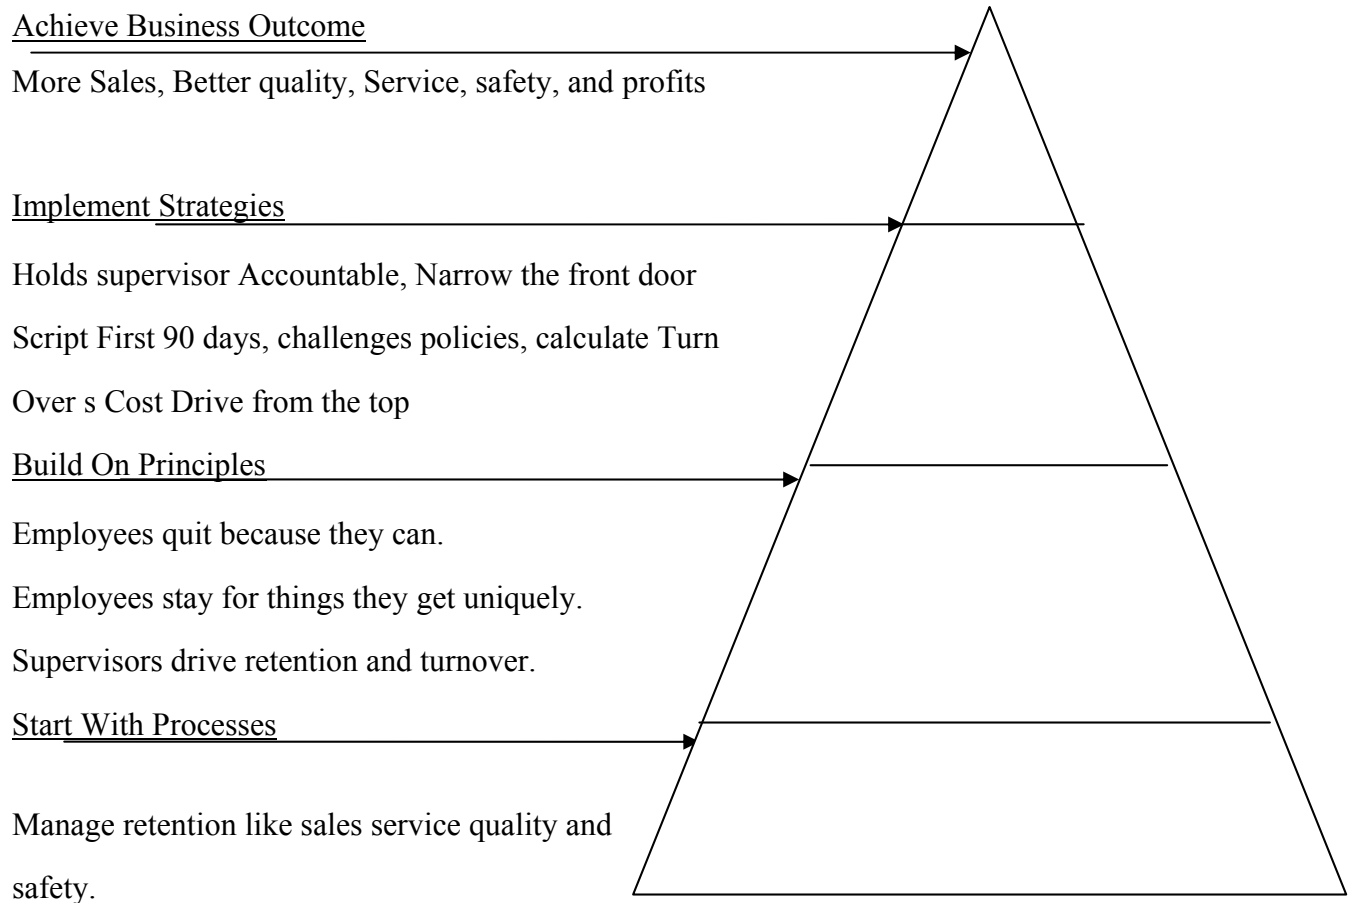 Achieve Business Outcome
More Sales, Better quality, Service, safety, and profits
Implement Strategies
Holds supervisor Accountable, Narrow the front door
Script First 90 days, challenges policies, calculate Turn
Over s Cost Drive from the top
Build On Principles
Employees quit because they can.
Employees stay for things they get uniquely.
Supervisors drive retention and turnover.
Start With Processes
Manage retention like sales service quality and
safety.